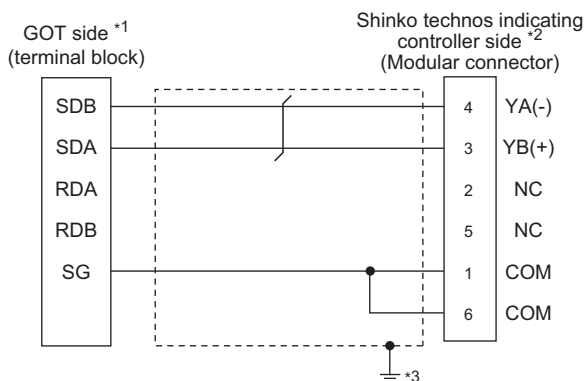 GOT side *1
(terminal block)
Shinko technos indicating
controller side *2
(Modular connector)
SDB 4 YA(-)
SDA 3 YB(+)
RDA 2 NC
RDB 5 NC
SG 1 COM
6 COM
*3